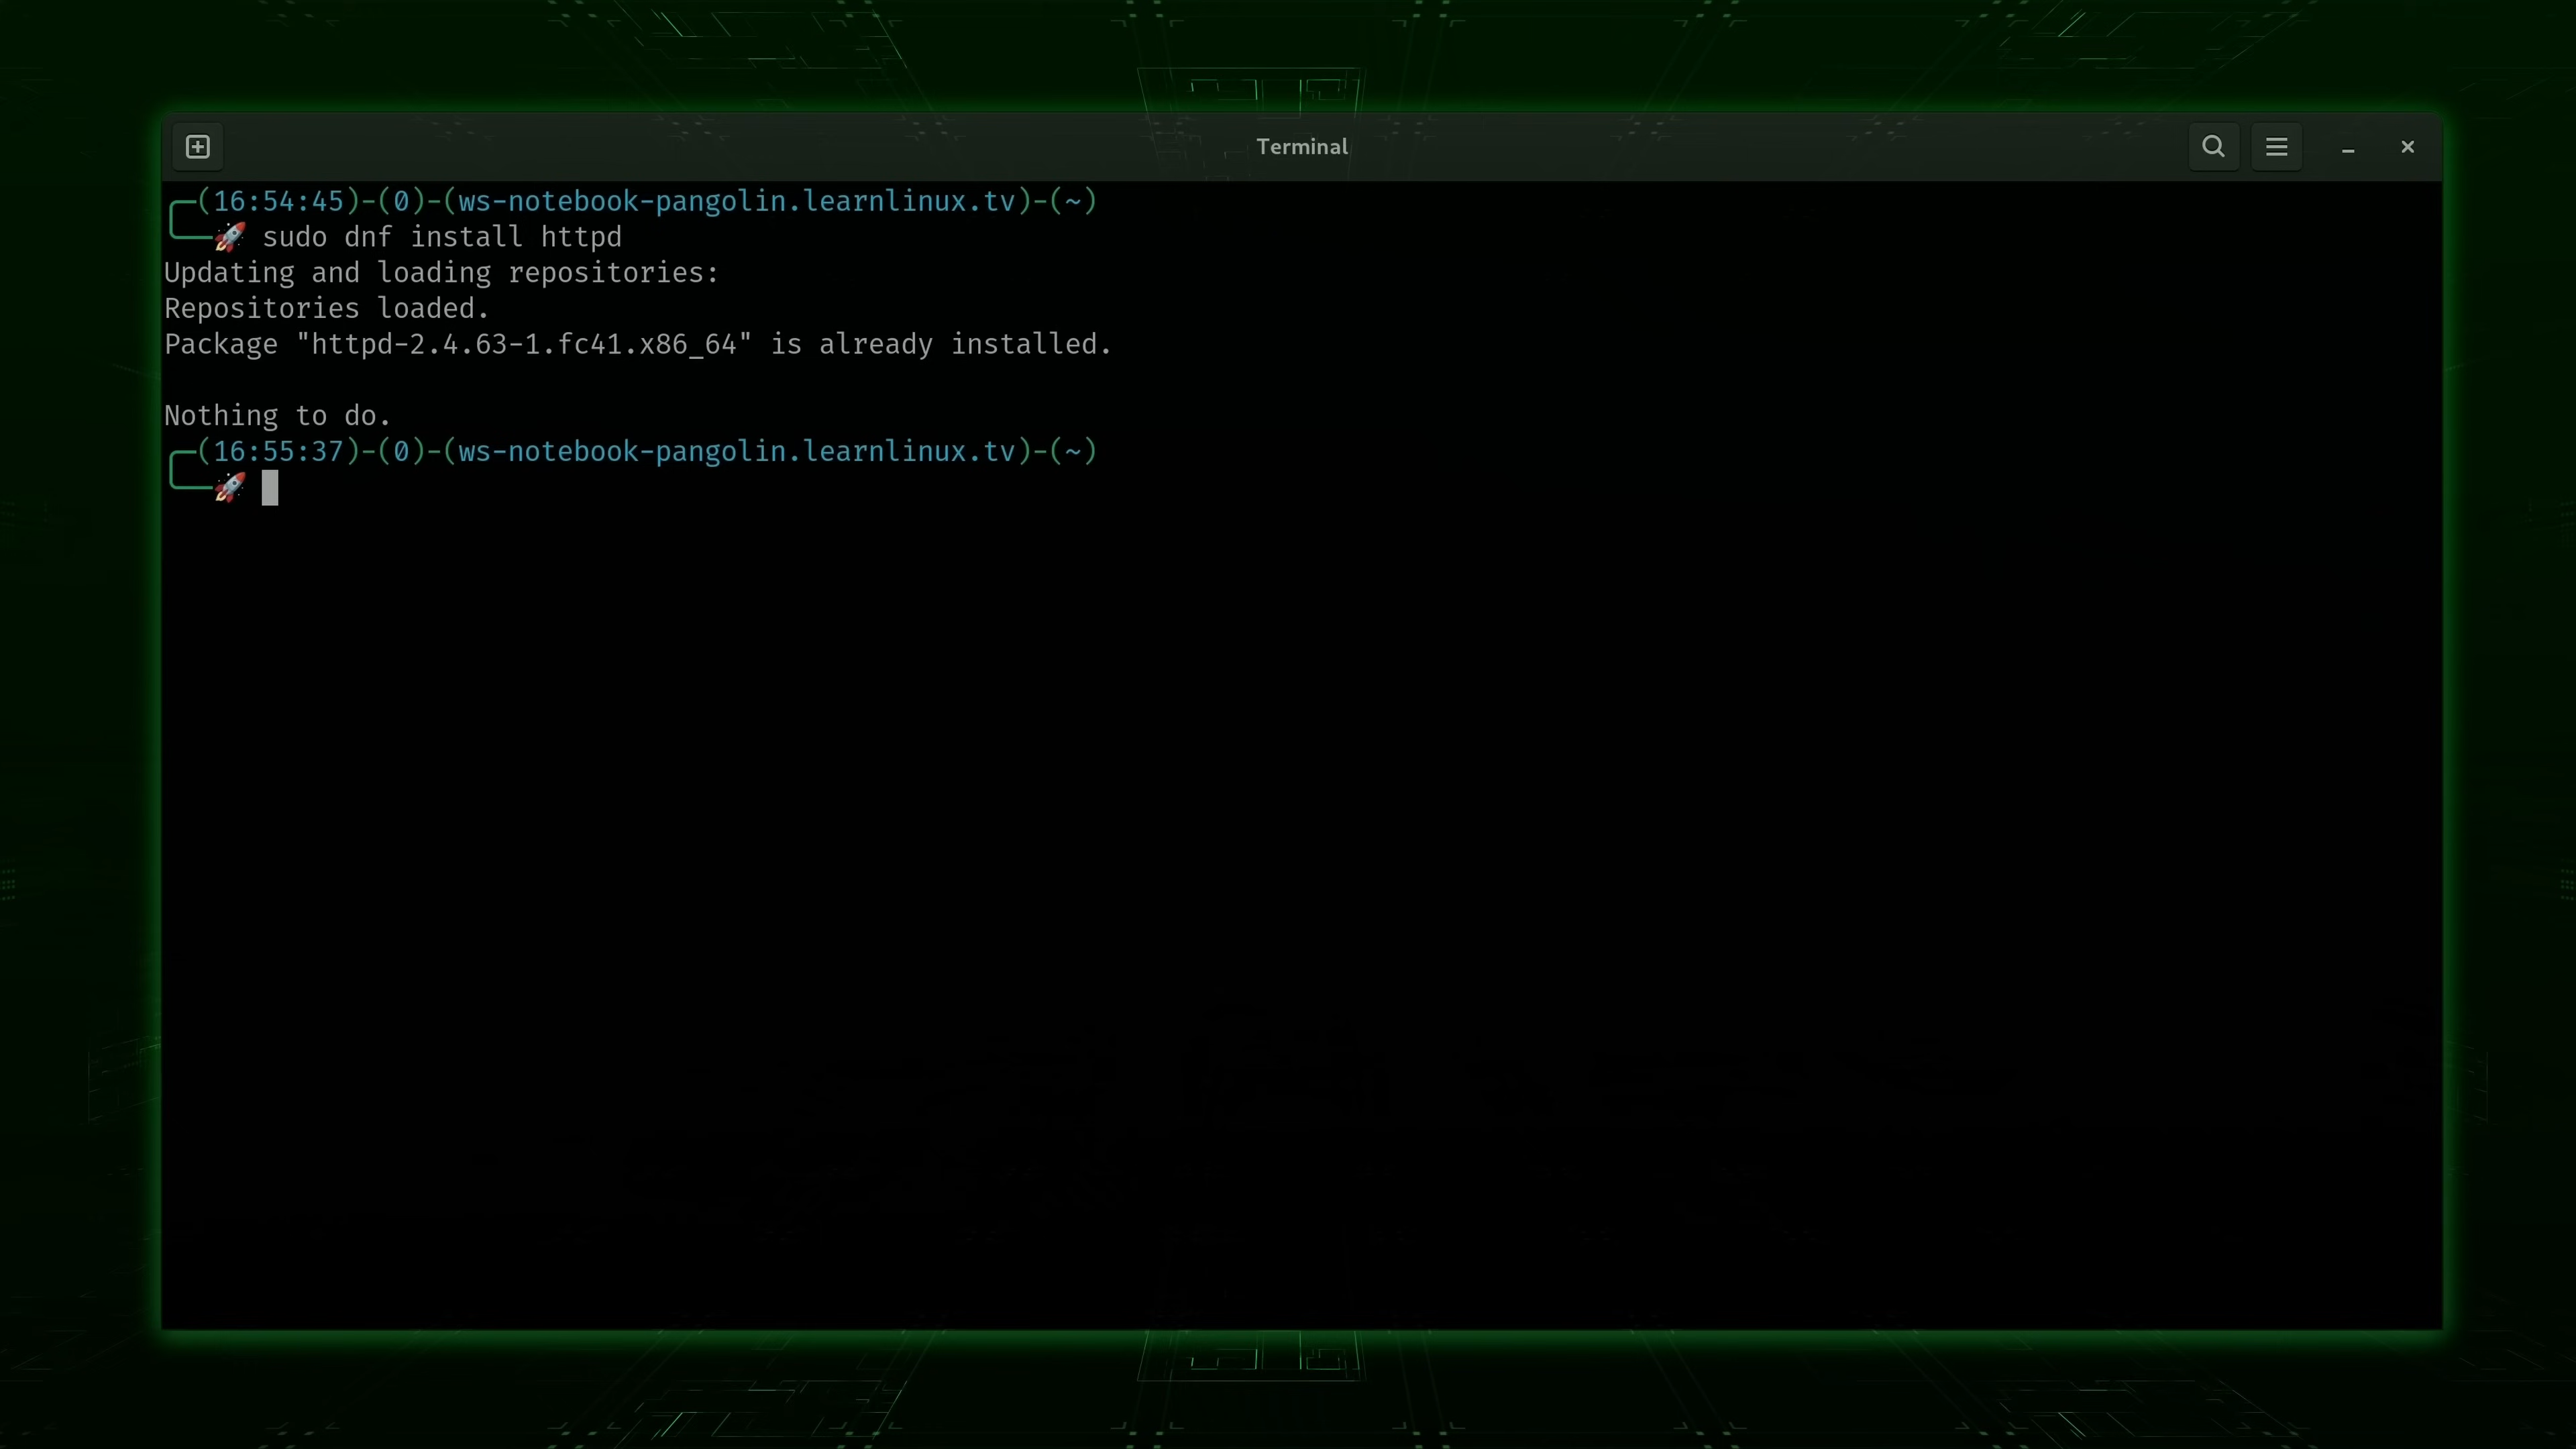 Terminal
(16:54:45)-(0)-(ws-notebook-pangolin.learnlinux.tv)-(~)
🚀 sudo dnf install httpd
Updating and loading repositories:
Repositories loaded.
Package "httpd-2.4.63-1.fc41.x86_64" is already installed.
Nothing to do.
(16:55:37)-(0)-(ws-notebook-pangolin.learnlinux.tv)-(~)
🚀